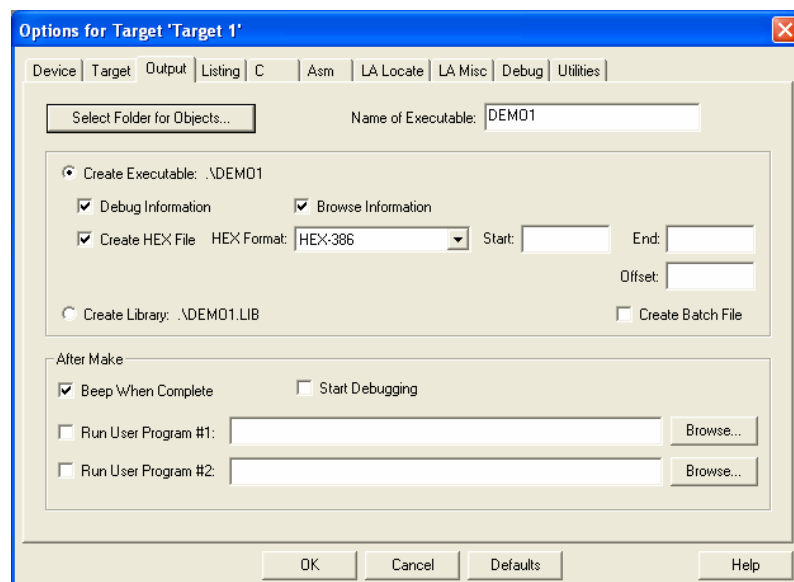 Options for Target 'Target 1'
Device Target Output Listing C Asm LA Locate LA Misc Debug Utilities
Select Folder for Objects... Name of Executable: DEMO1
Create Executable: .\DEMO1
Debug Information Browse Information
Create HEX File HEX Format: HEX-386 Start: End:
Offset:
Create Library: .\DEMO1.LIB Create Batch File
After Make
Beep When Complete Start Debugging
Run User Program #1: Browse...
Run User Program #2: Browse...
OK Cancel Defaults Help